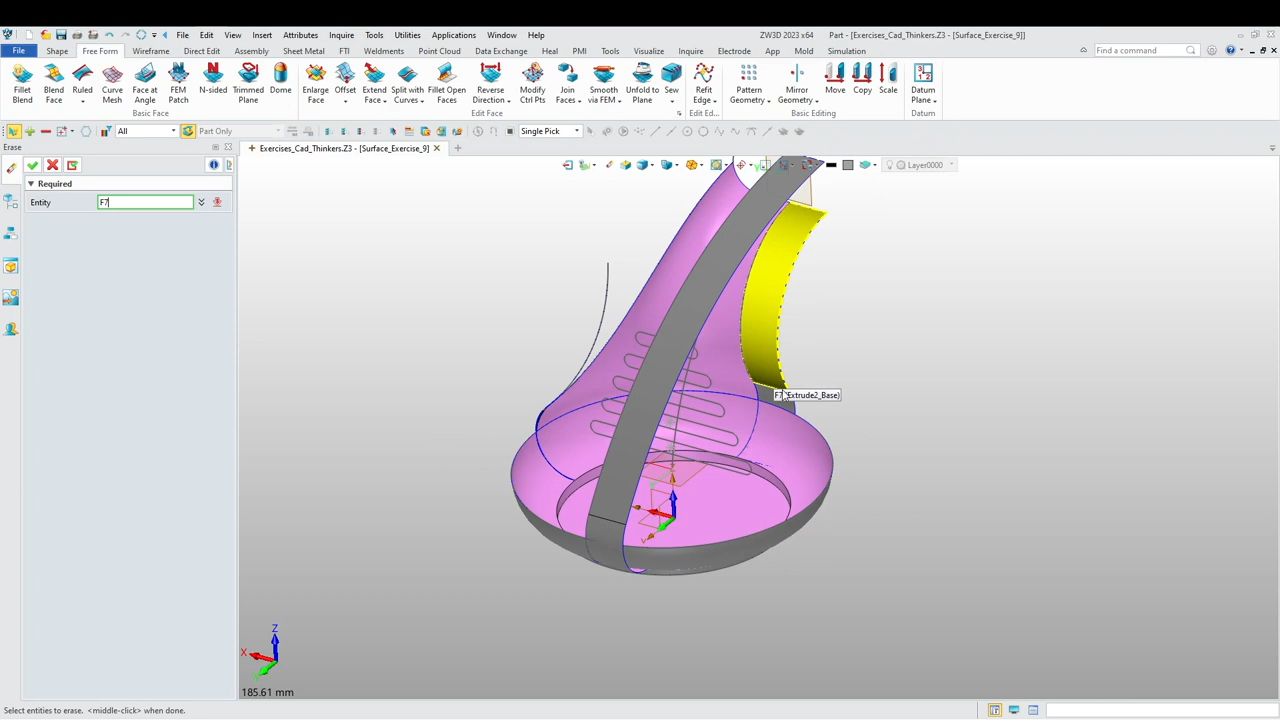 File Edit View Insert Attributes Inquire Tools Utilities Applications Window Help ZW3D 2023 x64 Part - [Exercises_Cad_Thinkers.Z3 - [Surface_Exercise_9]]
File Shape Free Form Wireframe Assembly Direct Edit Sheet Metal FTI Weldments Point Cloud Data Exchange Heal PMI Tools Visualize Inquire Electrode App Mold Simulation Find a command
Fillet Blend
Blend Face
Ruled
Curve Mesh
Face at Angle
FEM Patch
N-sided
Trimmed Plane
Dome
Enlarge Face
Offset
Extend Face
Split with Curves
Fillet Open Faces
Reverse Direction
Modify Ctrl Pts
Join Faces
Smooth via FEM
Unfold to Plane
Sew
Refit Edge
Pattern Geometry
Mirror Geometry
Move
Copy
Scale
Datum Plane
Basic Face Edit Face Edit Ed... Basic Editing Datum
All Part Only Single Pick
Erase
Exercises_Cad_Thinkers.Z3 - [Surface_Exercise_9]
Layer0000
Required
Entity F7
Z
X
185.61 mm
Select entities to erase. <middle-click> when done.